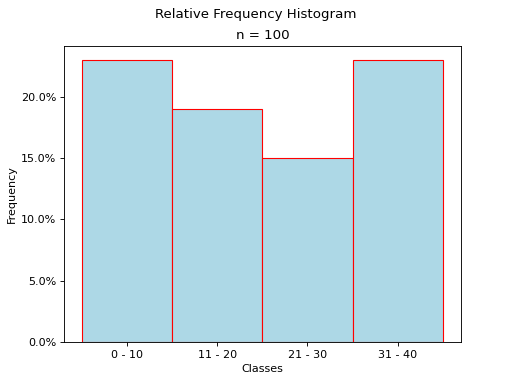 Relative Frequency Histogram
n = 100
20.0%
15.0%
10.0%
5.0%
0.0%
Frequency
0 - 10 11 - 20 21 - 30 31 - 40
Classes